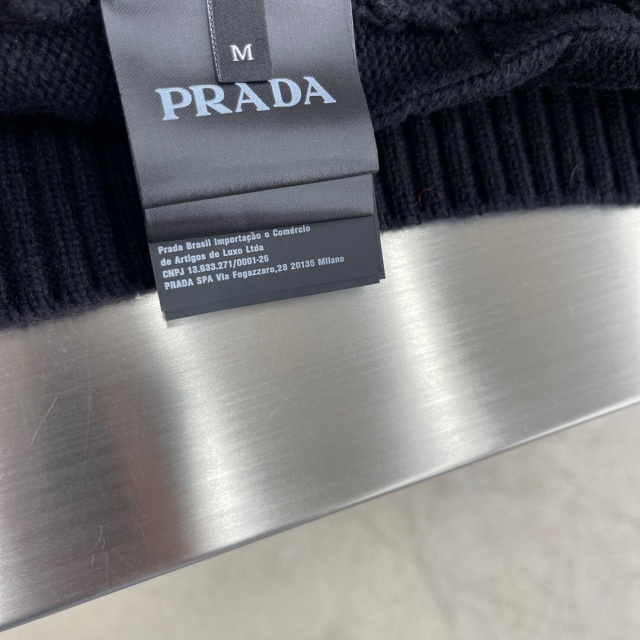 M
PRADA
Prada Brasil Importação e Comércio
de Artigos de Luxo Ltda
CNPJ 13.633.277/0001-26
PRADA SPA Via Fogazzaro,28 20135 Milano